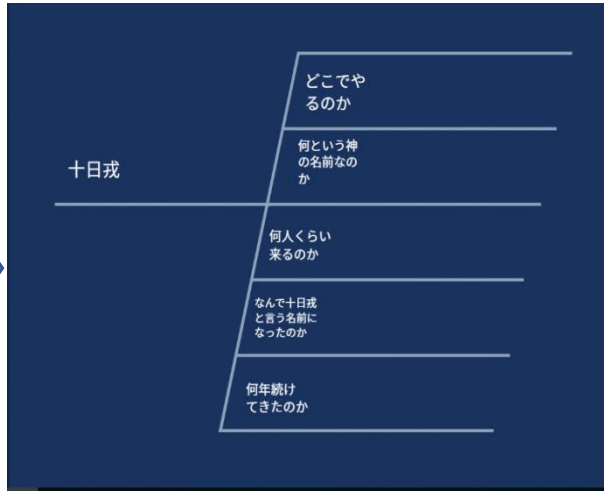 十日戎
どこでや
るのか
何という神
の名前なの
か
何人くらい
来るのか
なんで十日戎
と言う名前に
なったのか
何年続け
てきたのか